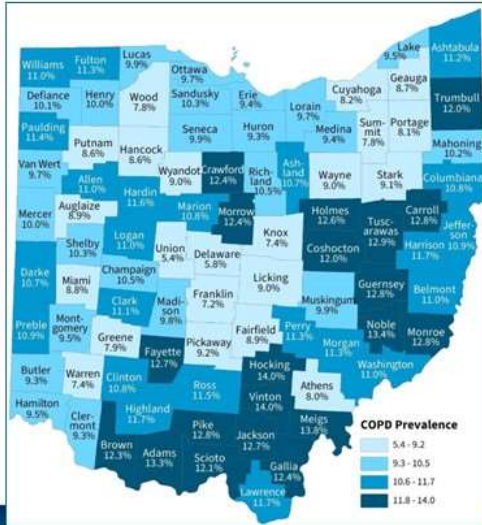 Lucas
9.9%
Williams
11.0%
Fulton
11.3%
Ottawa
9.7%
Lake
9.5%
Ashtabula
11.2%
Geauga
8.7%
Cuyahoga
8.2%
Defiance
10.1%
Henry
10.0%
Wood
7.8%
Sandusky
10.3%
Erie
9.4%
Lorain
9.7%
Trumbull
12.0%
Paulding
11.4%
Seneca
9.9%
Huron
9.3%
Medina
9.4%
Sum-
mit
7.8%
Portage
8.1%
Mahoning
10.2%
Putnam
8.6%
Hancock
8.6%
Van Wert
9.7%
Allen
11.0%
Wyandot
9.0%
Crawford
12.4%
Rich-
land
10.5%
Ash-
land
10.7%
Wayne
9.0%
Stark
9.1%
Columbiana
10.8%
Hardin
11.6%
Mercer
10.0%
Auglaize
8.9%
Marion
10.8%
Morrow
12.4%
Holmes
12.6%
Tusc-
arawas
12.9%
Carroll
12.8%
Jeffer-
son
10.9%
Logan
11.0%
Knox
7.4%
Coshocton
12.0%
Harrison
11.7%
Shelby
10.3%
Union
5.4%
Delaware
5.8%
Darke
10.7%
Champaign
10.5%
Licking
9.0%
Guernsey
12.8%
Belmont
11.0%
Miami
8.8%
Clark
11.1%
Madi-
son
9.8%
Franklin
7.2%
Muskingum
9.9%
Preble
10.9%
Mont-
gomery
9.5%
Greene
7.9%
Pickaway
9.2%
Fairfield
8.9%
Perry
11.3%
Morgan
11.3%
Noble
13.4%
Monroe
12.8%
Fayette
12.7%
Washington
11.0%
Butler
9.3%
Warren
7.4%
Clinton
10.8%
Hocking
14.0%
Athens
8.0%
Ross
11.5%
Vinton
14.0%
Hamilton
9.5%
Cler-
mont
9.3%
Highland
11.7%
Meigs
13.8%
Pike
12.8%
Jackson
12.7%
Brown
12.3%
Adams
13.3%
Scioto
12.1%
Gallia
12.4%
Lawrence
11.7%
COPD Prevalence
5.4 - 9.2
9.3 - 10.5
10.6 - 11.7
11.8 - 14.0